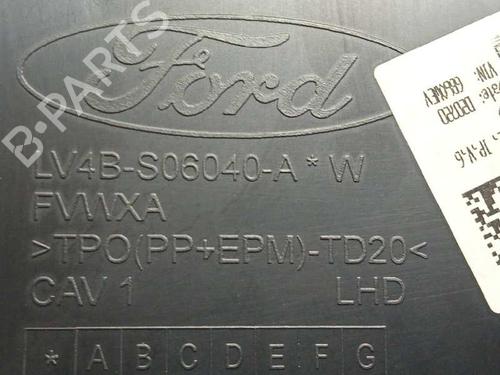 Ford
LV4B-S06040-A * W
FVWXA
>TPO(PP+EPM)-TD20<
CAV 1 LHD
* A B C D E F G
B-PARTS